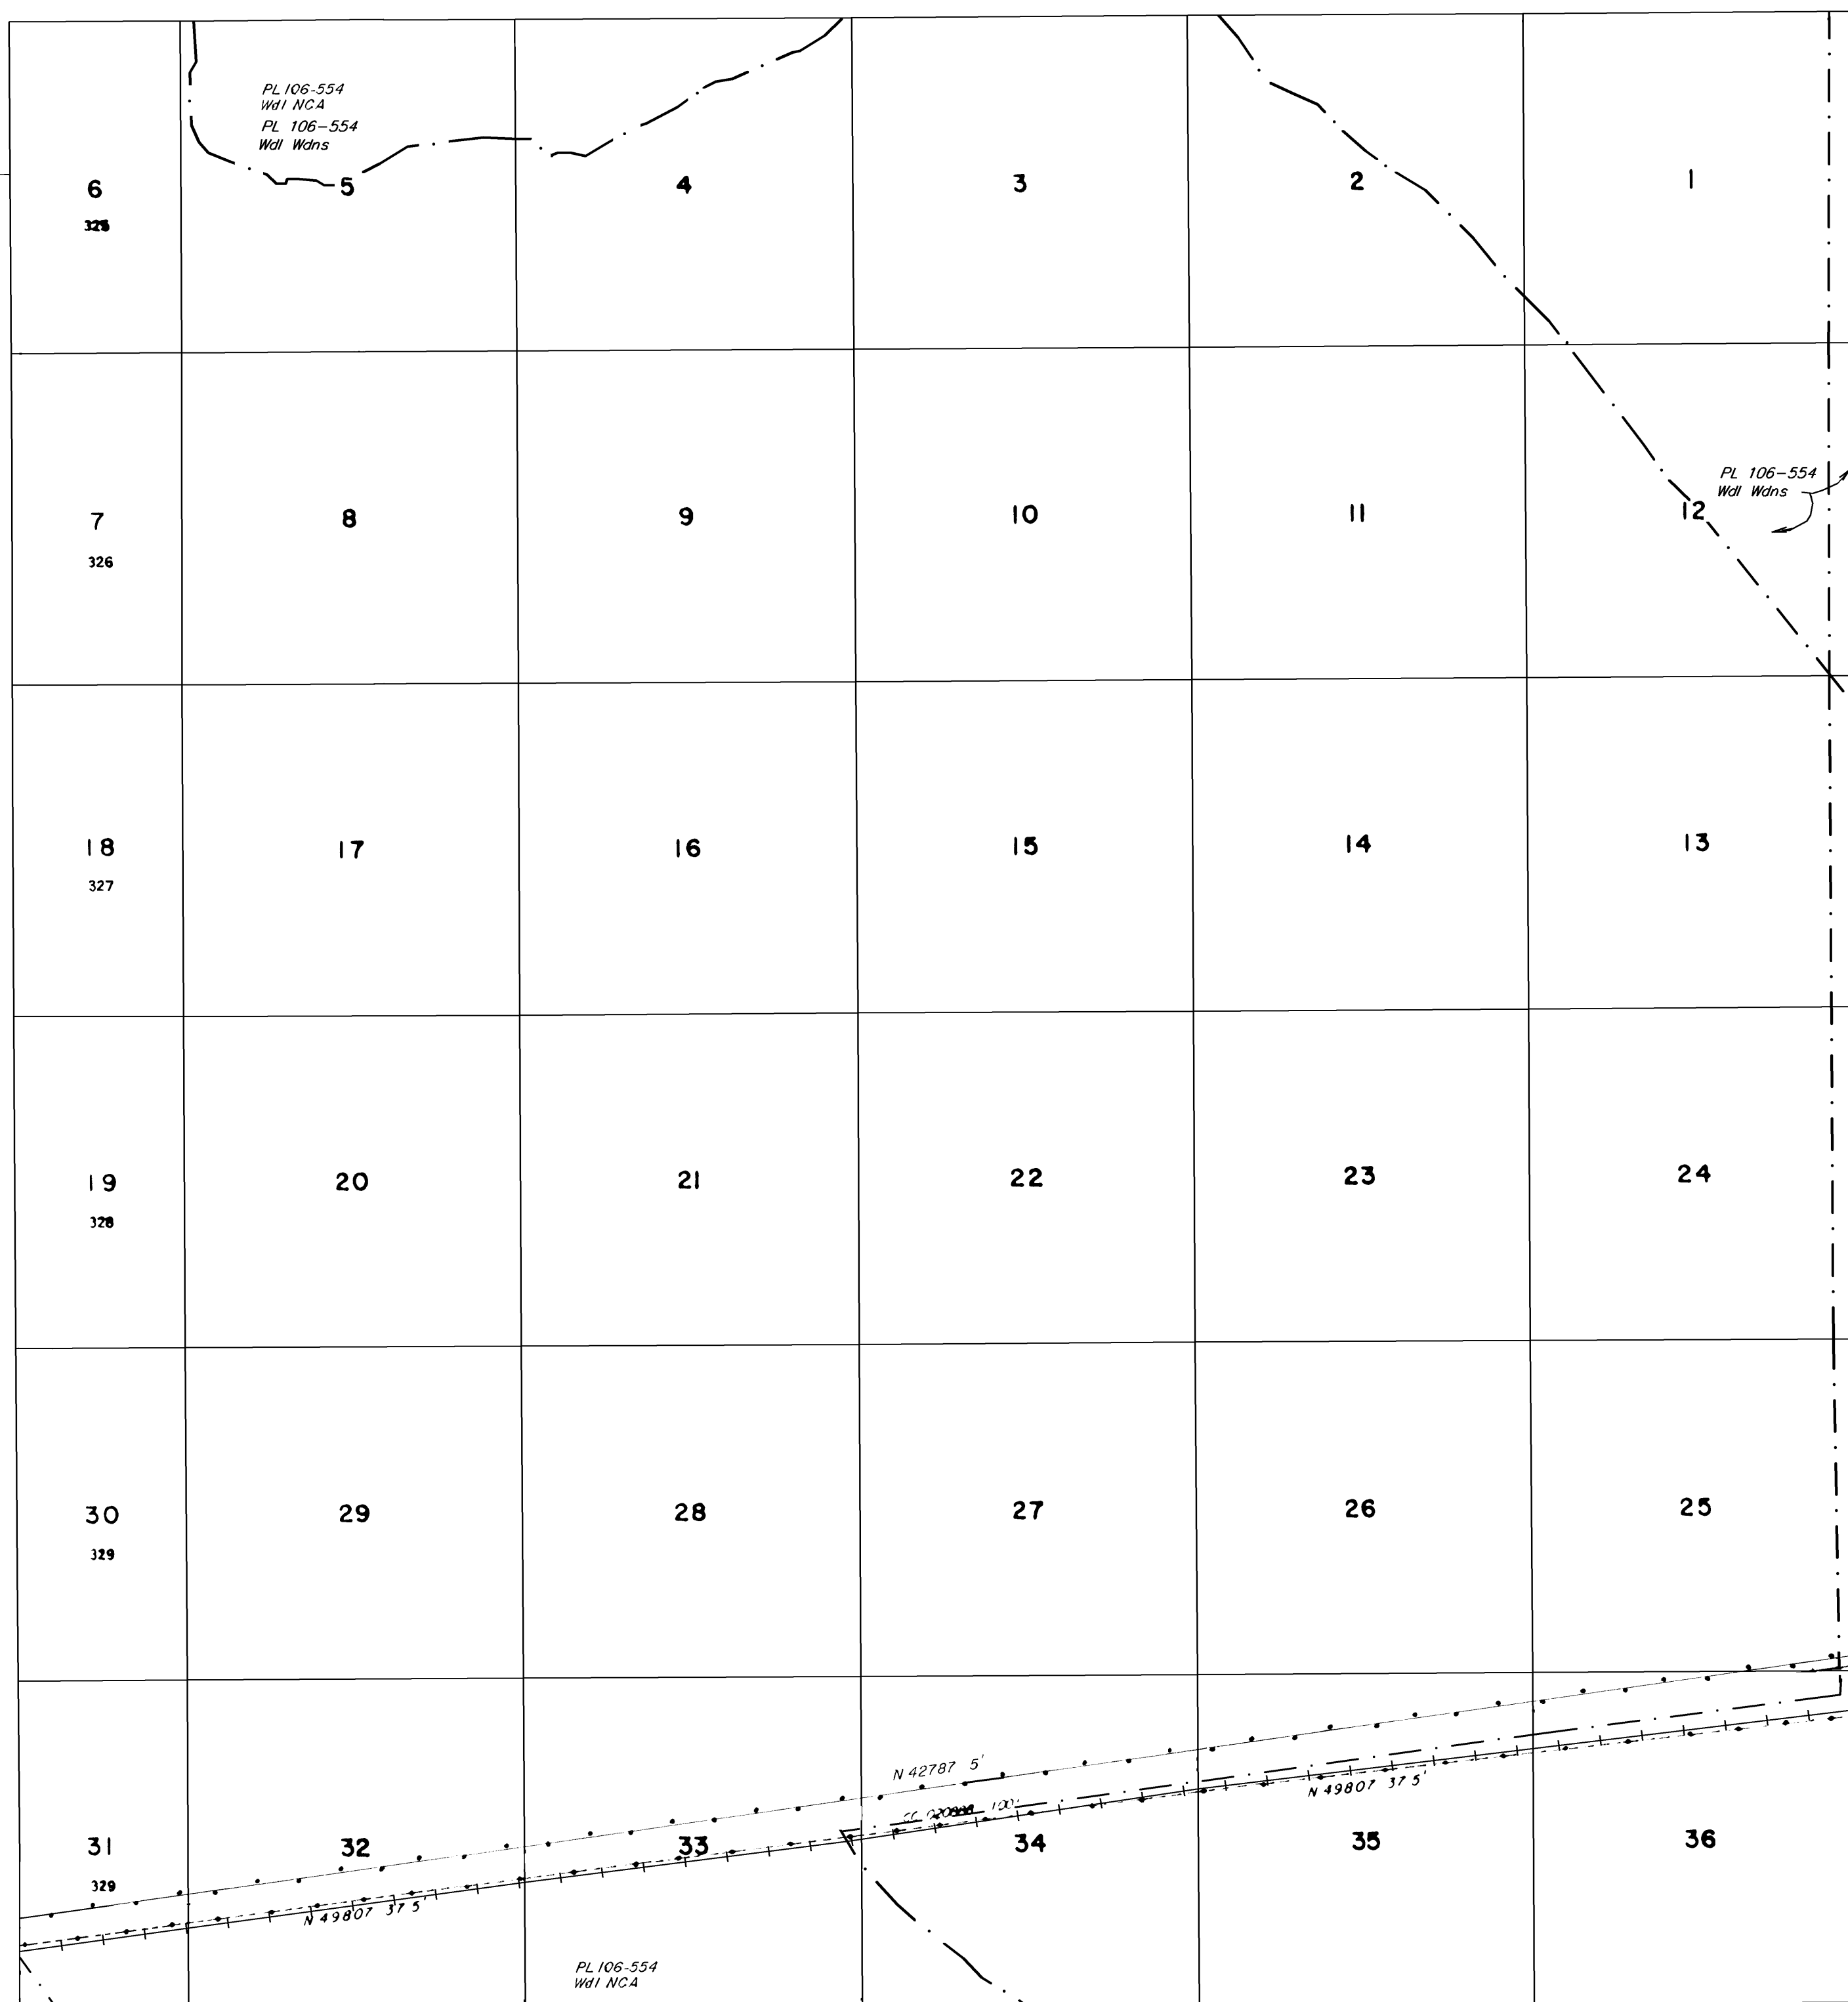 PL 106-554
Wdl NCA
PL 106-554
Wdl Wdns
6 5 4 3 2 1
PL 106-554
Wdl Wdns
7 8 9 10 11 12
326
18 17 16 15 14 13
327
19 20 21 22 23 24
328
30 29 28 27 26 25
329
N 42787 5'
N 49807 37 5'
CC 100'
31 32 33 34 35 36
329
N 49807 37 5'
PL 106-554
Wdl NCA